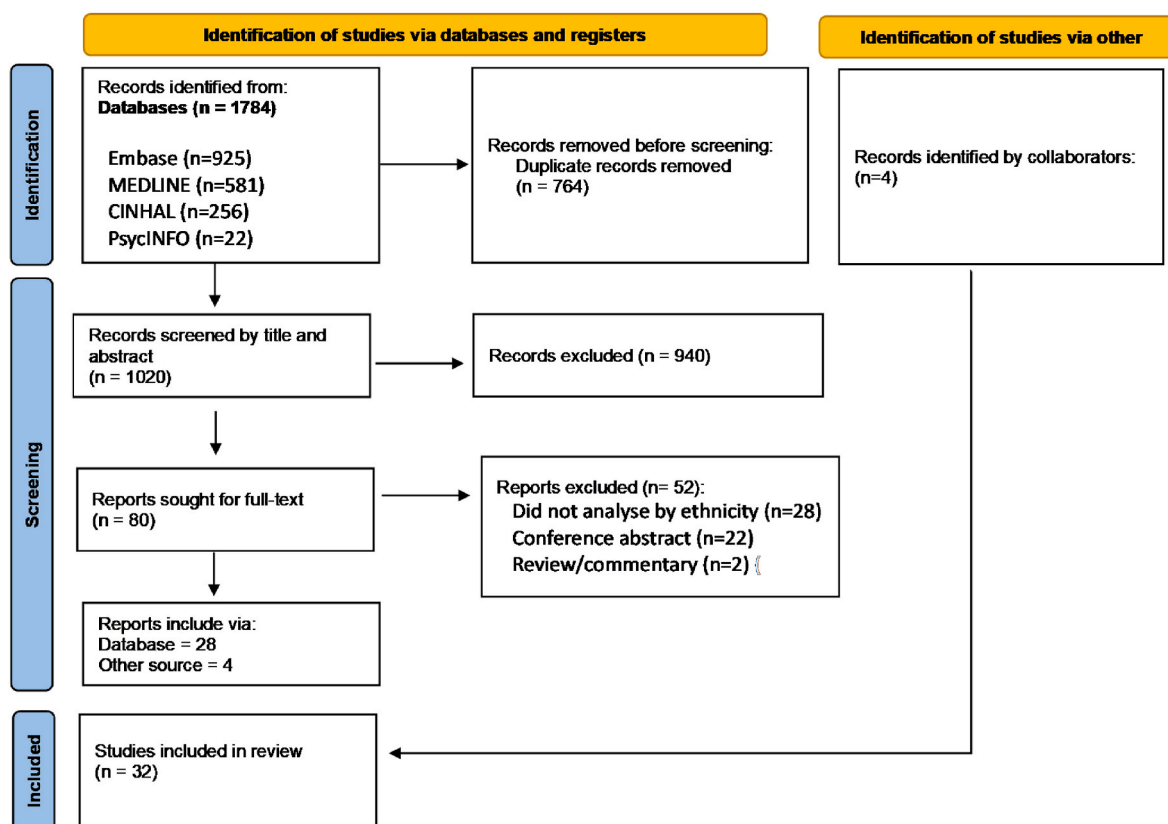 Identification of studies via databases and registers
Identification of studies via other
Identification
Records identified from:
Databases (n = 1784)
Embase (n=925)
MEDLINE (n=581)
CINHAL (n=256)
PsycINFO (n=22)
Records removed before screening:
Duplicate records removed
(n = 764)
Records identified by collaborators:
(n=4)
Screening
Records screened by title and
abstract
(n = 1020)
Records excluded (n = 940)
Reports sought for full-text
(n = 80)
Reports excluded (n= 52):
Did not analyse by ethnicity (n=28)
Conference abstract (n=22)
Review/commentary (n=2) (
Reports include via:
Database = 28
Other source = 4
Included
Studies included in review
(n = 32)